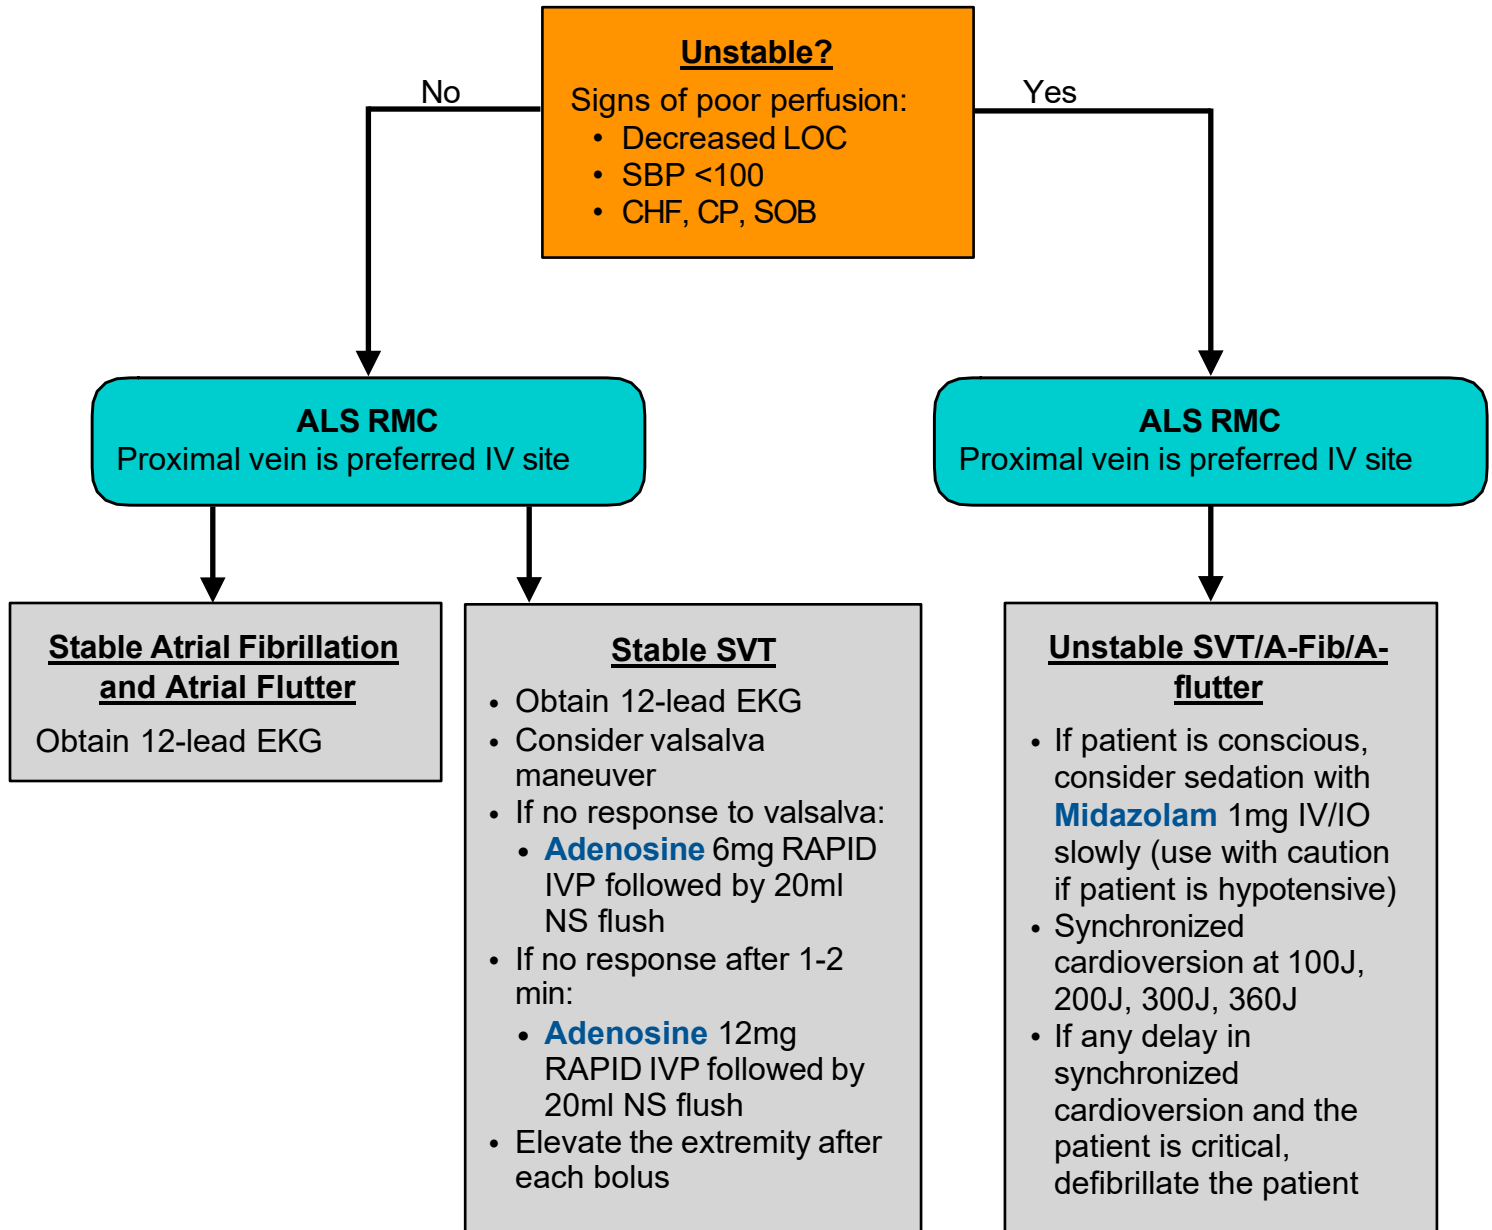 Unstable?
Signs of poor perfusion:
• Decreased LOC
• SBP <100
• CHF, CP, SOB
No
Yes
ALS RMC
Proximal vein is preferred IV site
ALS RMC
Proximal vein is preferred IV site
Stable Atrial Fibrillation
and Atrial Flutter
Obtain 12-lead EKG
Stable SVT
• Obtain 12-lead EKG
• Consider valsalva
maneuver
• If no response to valsalva:
• Adenosine 6mg RAPID
IVP followed by 20ml
NS flush
• If no response after 1-2
min:
• Adenosine 12mg
RAPID IVP followed by
20ml NS flush
• Elevate the extremity after
each bolus
Unstable SVT/A-Fib/A-
flutter
• If patient is conscious,
consider sedation with
Midazolam 1mg IV/IO
slowly (use with caution
if patient is hypotensive)
• Synchronized
cardioversion at 100J,
200J, 300J, 360J
• If any delay in
synchronized
cardioversion and the
patient is critical,
defibrillate the patient